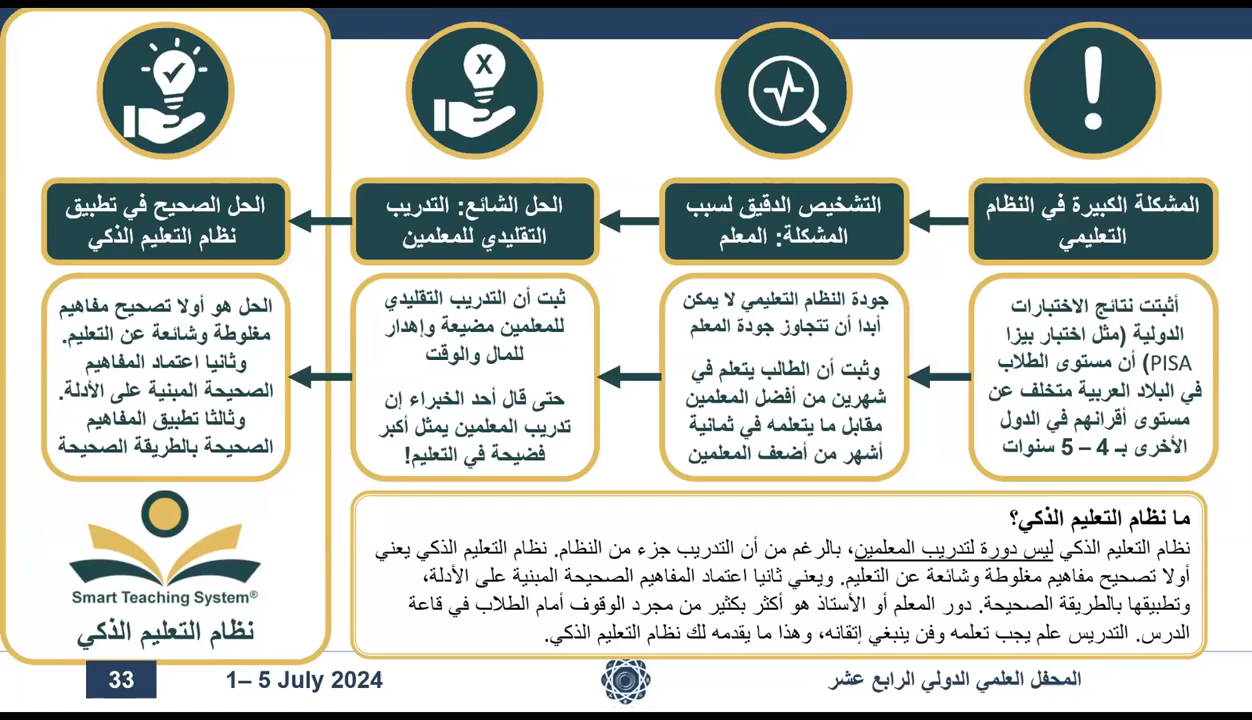 المشكلة الكبيرة في النظام
التعليمي
أثبتت نتائج الاختبارات
الدولية (مثل اختبار بيزا
PISA) أن مستوى الطلاب
في البلاد العربية متخلف عن
مستوى أقرانهم في الدول
الأخرى بـ 4 – 5 سنوات
التشخيص الدقيق لسبب
المشكلة: المعلم
جودة النظام التعليمي لا يمكن
أبدا أن تتجاوز جودة المعلم
وثبت أن الطالب يتعلم في
شهرين من أفضل المعلمين
مقابل ما يتعلمه في ثمانية
أشهر من أضعف المعلمين
X
الحل الشائع: التدريب
التقليدي للمعلمين
ثبت أن التدريب التقليدي
للمعلمين مضيعة وإهدار
للمال والوقت
حتى قال أحد الخبراء إن
تدريب المعلمين يمثل أكبر
فضيحة في التعليم!
الحل الصحيح في تطبيق
نظام التعليم الذكي
الحل هو أولا تصحيح مفاهيم
مغلوطة وشائعة عن التعليم.
وثانيا اعتماد المفاهيم
الصحيحة المبنية على الأدلة.
وثالثا تطبيق المفاهيم
الصحيحة بالطريقة الصحيحة
Smart Teaching System®
نظام التعليم الذكي
ما نظام التعليم الذكي؟
نظام التعليم الذكي ليس دورة لتدريب المعلمين، بالرغم من أن التدريب جزء من النظام. نظام التعليم الذكي يعني
أولا تصحيح مفاهيم مغلوطة وشائعة عن التعليم. ويعني ثانيا اعتماد المفاهيم الصحيحة المبنية على الأدلة،
وتطبيقها بالطريقة الصحيحة. دور المعلم أو الأستاذ هو أكثر بكثير من مجرد الوقوف أمام الطلاب في قاعة
الدرس. التدريس علم يجب تعلمه وفن ينبغي إتقانه، وهذا ما يقدمه لك نظام التعليم الذكي.
المحفل العلمي الدولي الرابع عشر
1– 5 July 2024
33